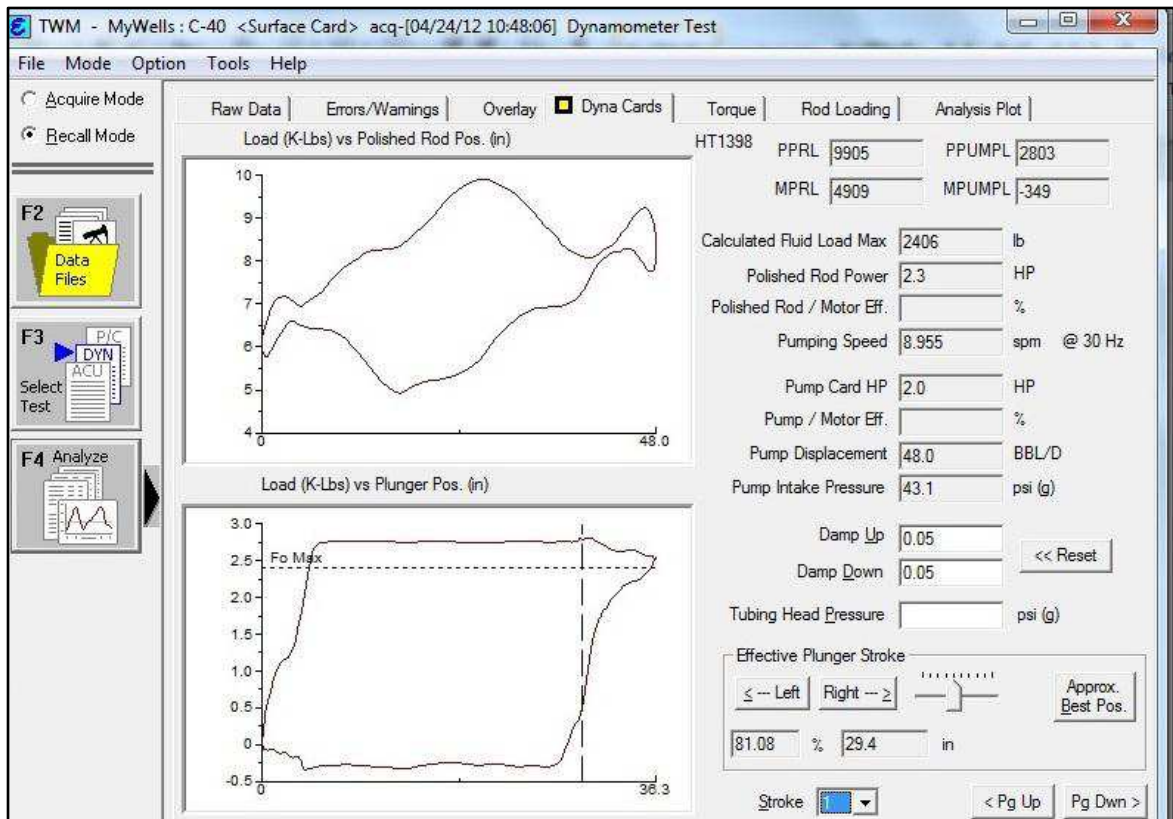 TWM - MyWells : C-40 <Surface Card> acq-[04/24/12 10:48:06] Dynamometer Test
File Mode Option Tools Help
Acquire Mode
Recall Mode
F2
Data
Files
F3
P/C
DYN
ACU
Select
Test
F4 Analyze
Raw Data Errors/Warnings Overlay Dyna Cards Torque Rod Loading Analysis Plot
Load (K-Lbs) vs Polished Rod Pos. (in)
10
9
8
7
6
5
4
0 48.0
Load (K-Lbs) vs Plunger Pos. (in)
3.0
Fo Max
2.5
2.0
1.5
1.0
0.5
0
-0.5
0 36.3
HT1398 PPRL 9905 PPUMPL 2803
MPRL 4909 MPUMPL -349
Calculated Fluid Load Max 2406 lb
Polished Rod Power 2.3 HP
Polished Rod / Motor Eff. %
Pumping Speed 8.955 spm @ 30 Hz
Pump Card HP 2.0 HP
Pump / Motor Eff. %
Pump Displacement 48.0 BBL/D
Pump Intake Pressure 43.1 psi (g)
Damp Up 0.05
<< Reset
Damp Down 0.05
Tubing Head Pressure psi (g)
Effective Plunger Stroke
< --- Left Right --- >
Approx.
Best Pos.
81.08 % 29.4 in
Stroke 1 < Pg Up Pg Dwn >